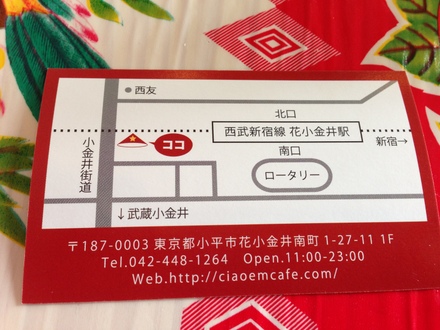 西友
北口
西武新宿線 花小金井駅
新宿→
ココ
南口
小金井街道
ロータリー
↓武蔵小金井
〒187-0003 東京都小平市花小金井南町 1-27-11 1F
Tel.042-448-1264 Open.11:00-23:00
Web.http://ciaoemcafe.com/